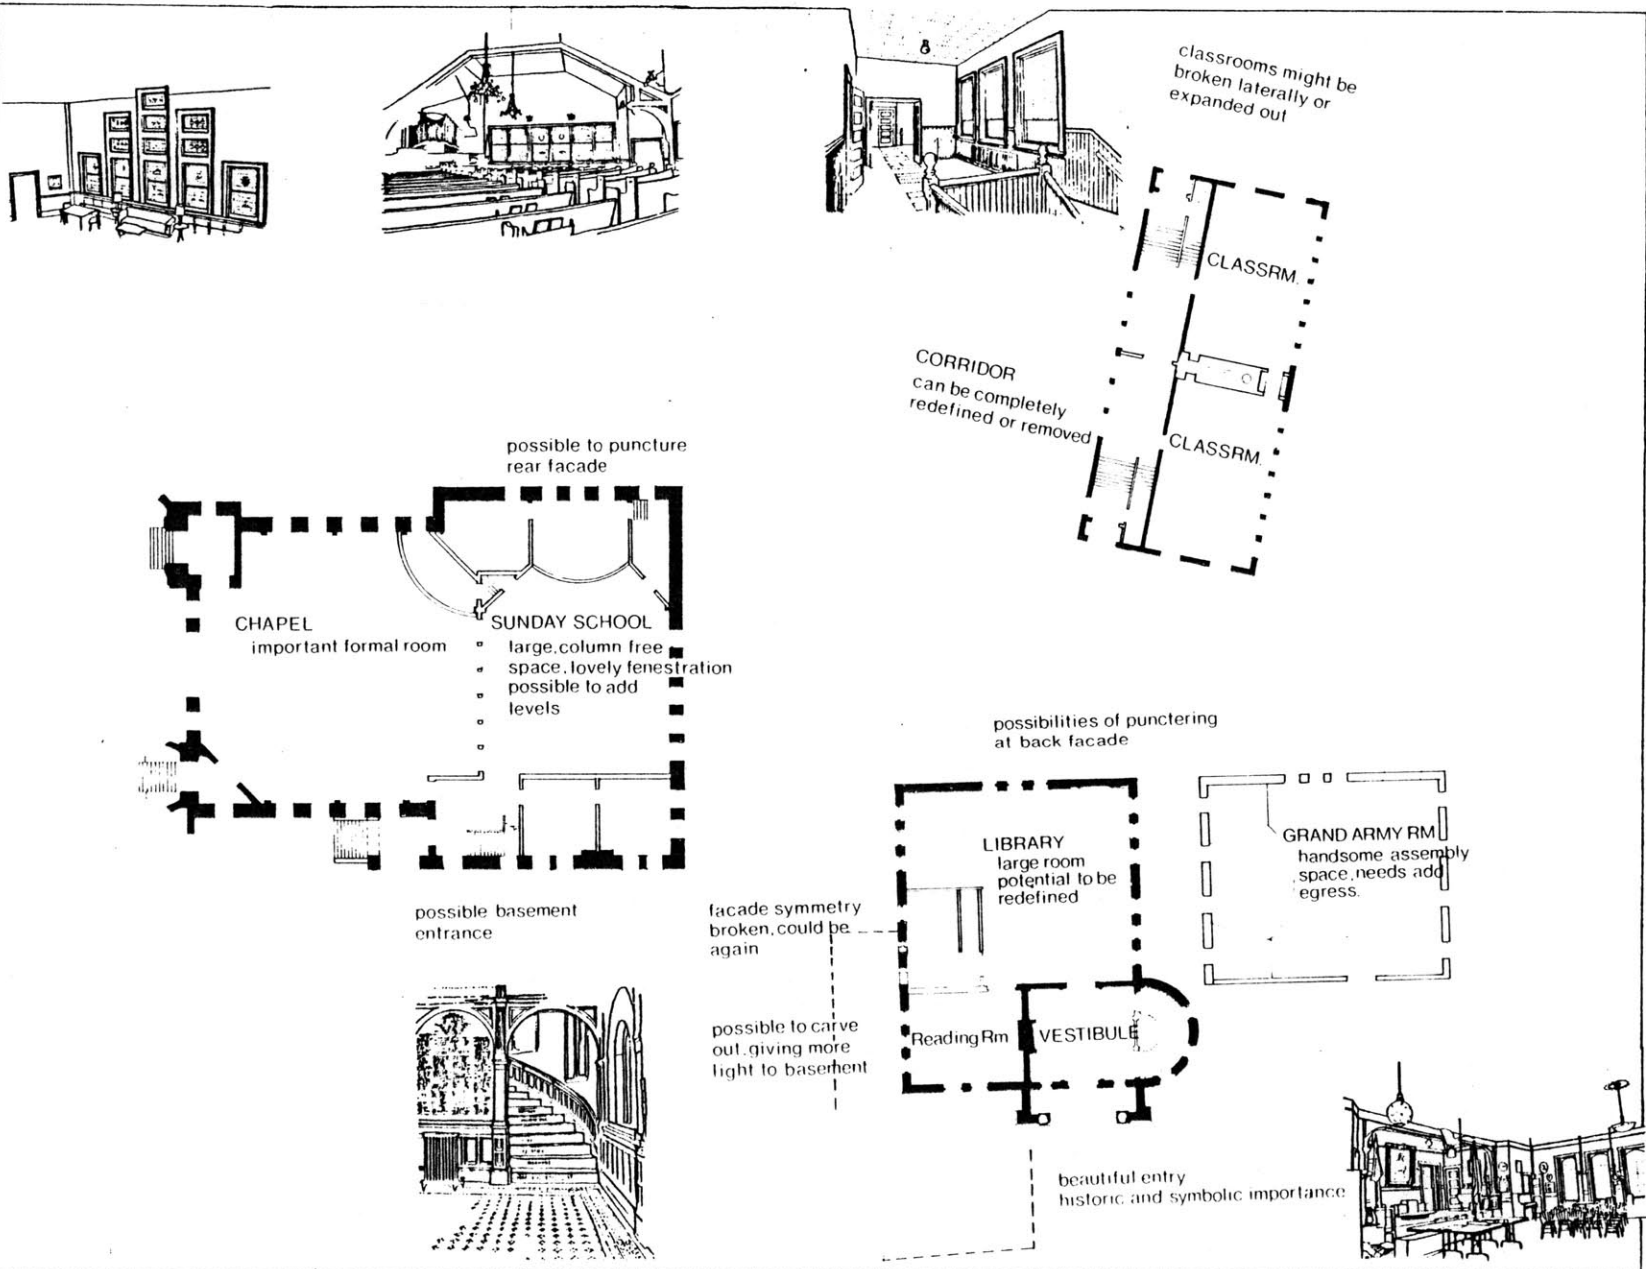 classrooms might be
broken laterally or
expanded out
CLASSRM.
CORRIDOR
can be completely
redefined or removed
CLASSRM.
possible to puncture
rear facade
CHAPEL
important formal room
SUNDAY SCHOOL
large, column free
space, lovely fenestration
possible to add
levels
possible basement
entrance
possibilities of punctering
at back facade
LIBRARY
large room
potential to be
redefined
GRAND ARMY RM
handsome assembly
space, needs add
egress.
facade symmetry
broken, could be
again
possible to carve
out, giving more
light to basement
Reading Rm
VESTIBULE
beautiful entry
historic and symbolic importance